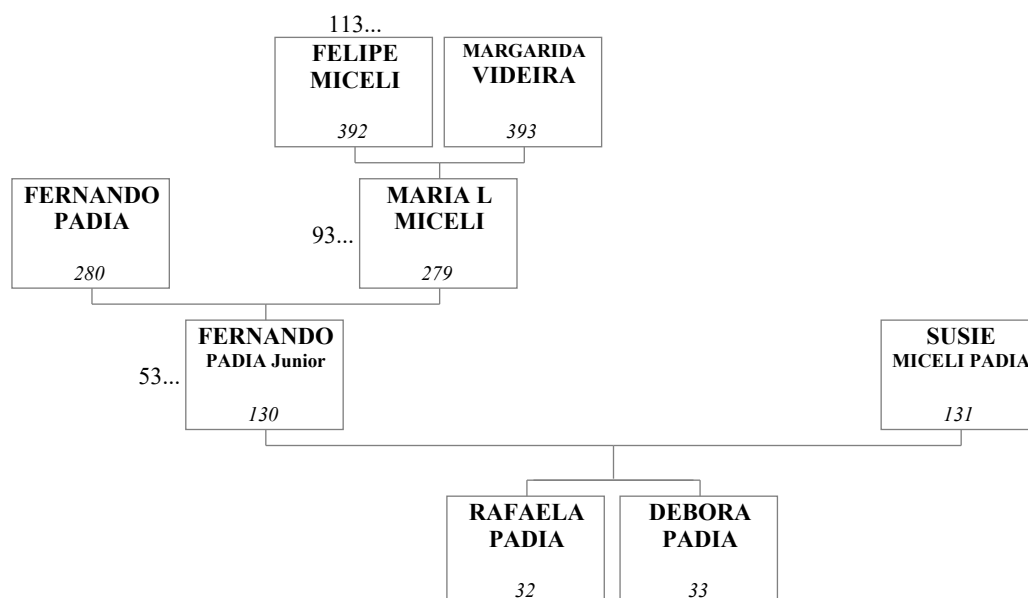 113...
FELIPE
MICELI
392
MARGARIDA
VIDEIRA
393
FERNANDO
PADIA
280
93...
MARIA L
MICELI
279
53...
FERNANDO
PADIA Junior
130
SUSIE
MICELI PADIA
131
RAFAELA
PADIA
32
DEBORA
PADIA
33